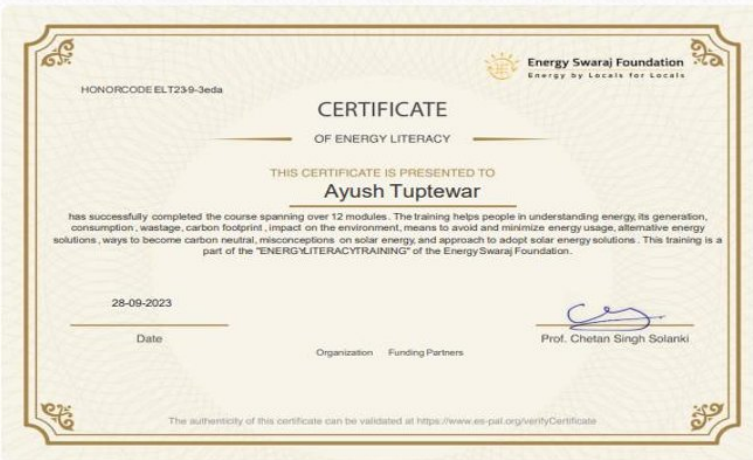 Energy Swaraj Foundation
Energy by Locals for Locals
HONORCODE ELT239-3eda
CERTIFICATE
OF ENERGY LITERACY
THIS CERTIFICATE IS PRESENTED TO
Ayush Tuptewar
has successfully completed the course spanning over 12 modules. The training helps people in understanding energy, its generation,
consumption, wastage, carbon footprint, impact on the environment, means to avoid and minimize energy usage, alternative energy
solutions, ways to become carbon neutral, misconceptions on solar energy, and approach to adopt solar energy solutions. This training is a
part of the "ENERGYLITERACYTRAINING" of the Energy Swaraj Foundation.
28-09-2023
Date
Prof. Chetan Singh Solanki
Organization Funding Partners
The authenticity of this certificate can be validated at https://www.es-pal.org/verifyCertificate